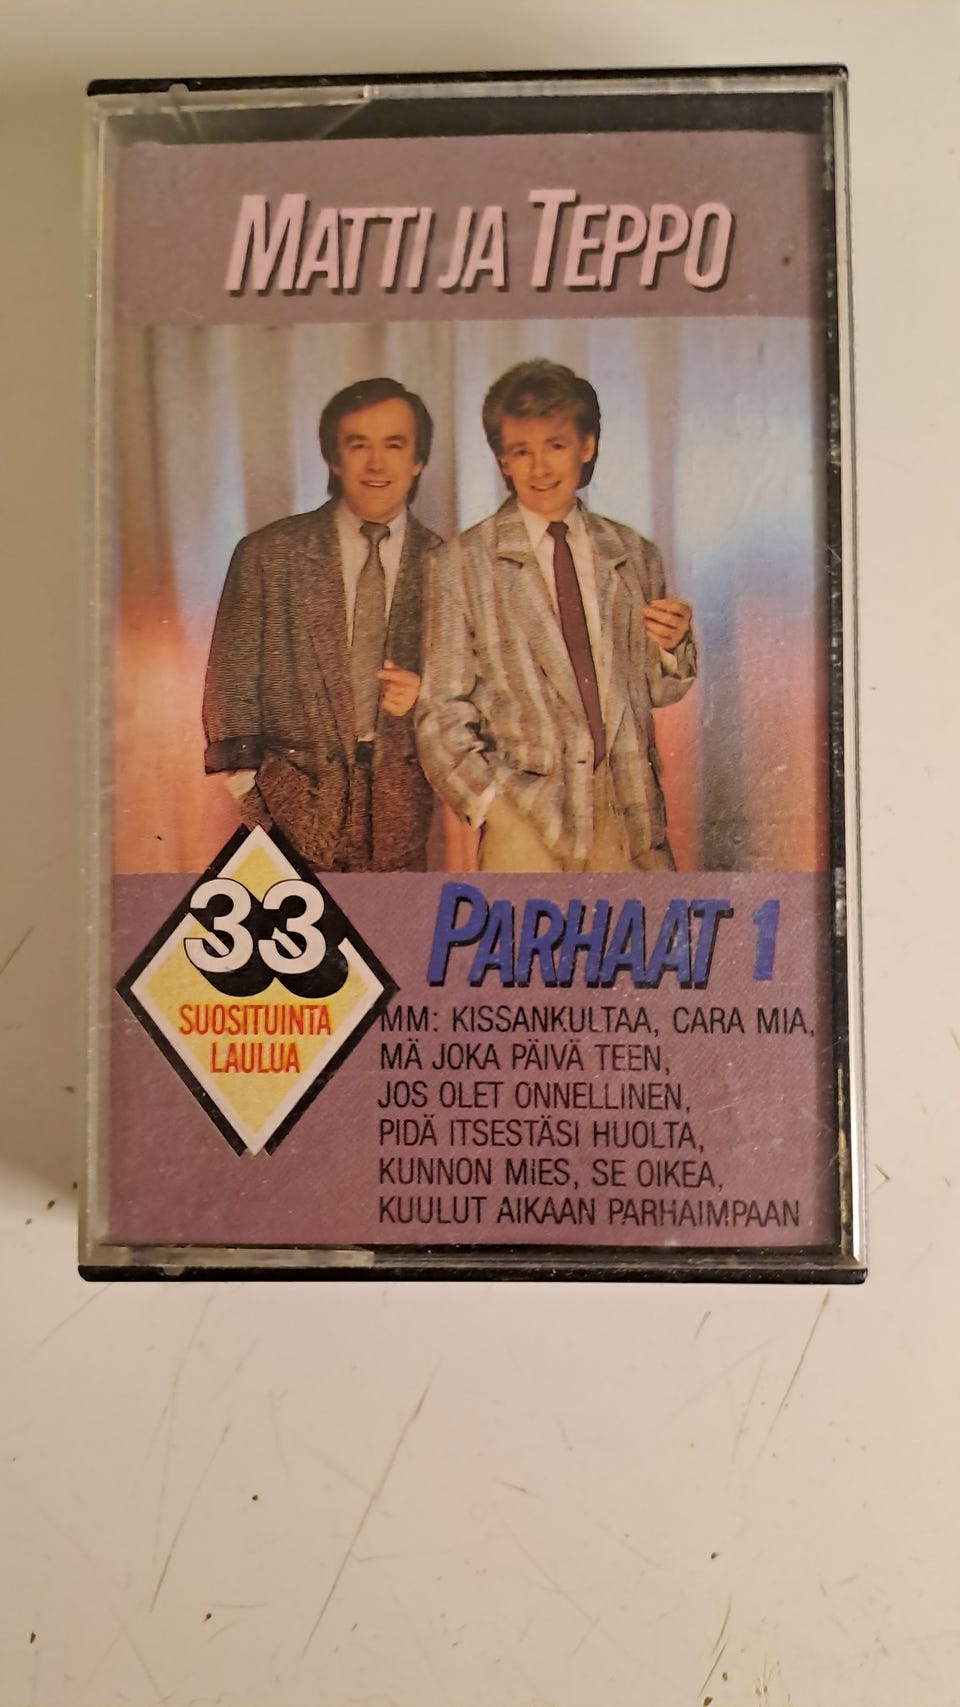 MATTI JA TEPPO
33
SUOSITUINTA
LAULUA
PARHAAT 1
MM: KISSANKULTAA, CARA MIA,
MÄ JOKA PÄIVÄ TEEN,
JOS OLET ONNELLINEN,
PIDÄ ITSESTÄSI HUOLTA,
KUNNON MIES, SE OIKEA,
KUULUT AIKAAN PARHAIMPAAN